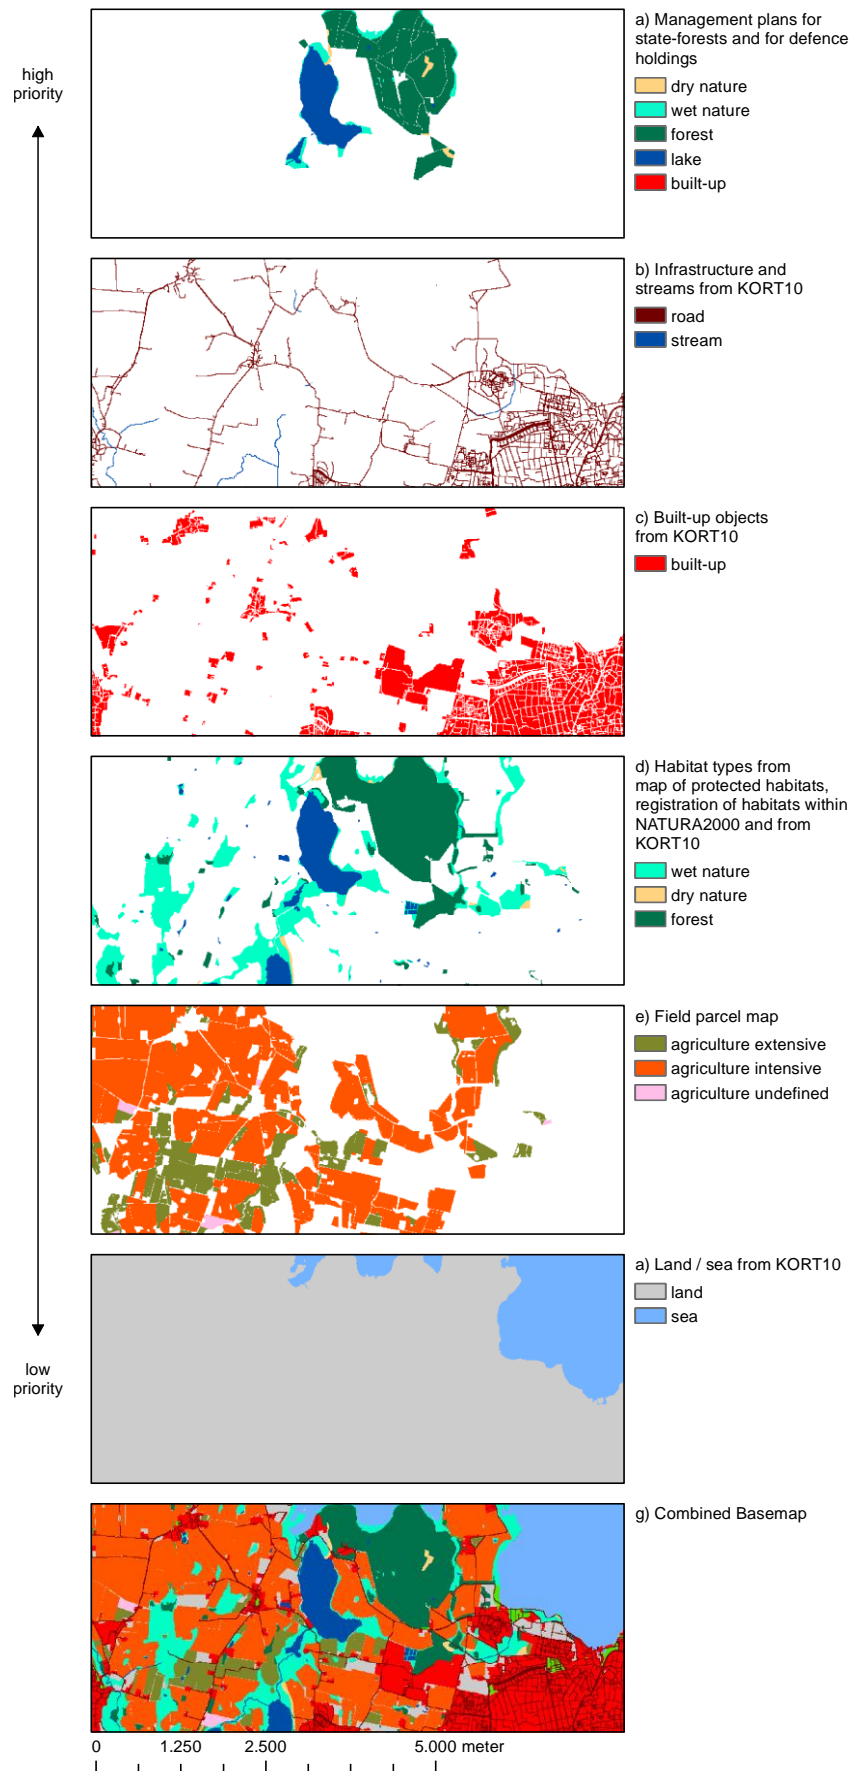 high
priority
a) Management plans for
state-forests and for defence
holdings
dry nature
wet nature
forest
lake
built-up
b) Infrastructure and
streams from KORT10
road
stream
c) Built-up objects
from KORT10
built-up
d) Habitat types from
map of protected habitats,
registration of habitats within
NATURA2000 and from
KORT10
wet nature
dry nature
forest
e) Field parcel map
agriculture extensive
agriculture intensive
agriculture undefined
a) Land / sea from KORT10
land
sea
low
priority
g) Combined Basemap
0 1.250 2.500 5.000 meter